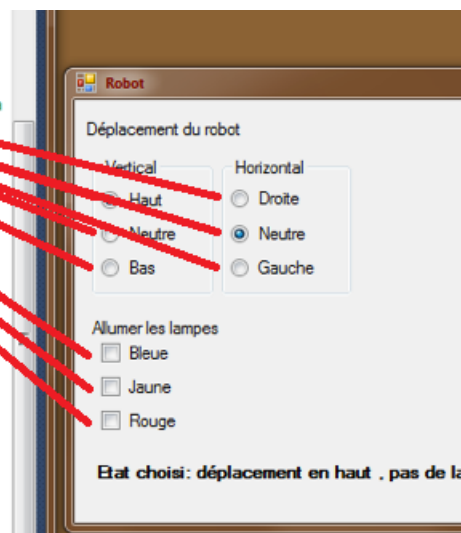 Robot
Déplacement du robot
Vertical Horizontal
Haut Droite
Neutre Neutre
Bas Gauche
Allumer les lampes
Bleue
Jaune
Rouge
Etat choisi: déplacement en haut , pas de